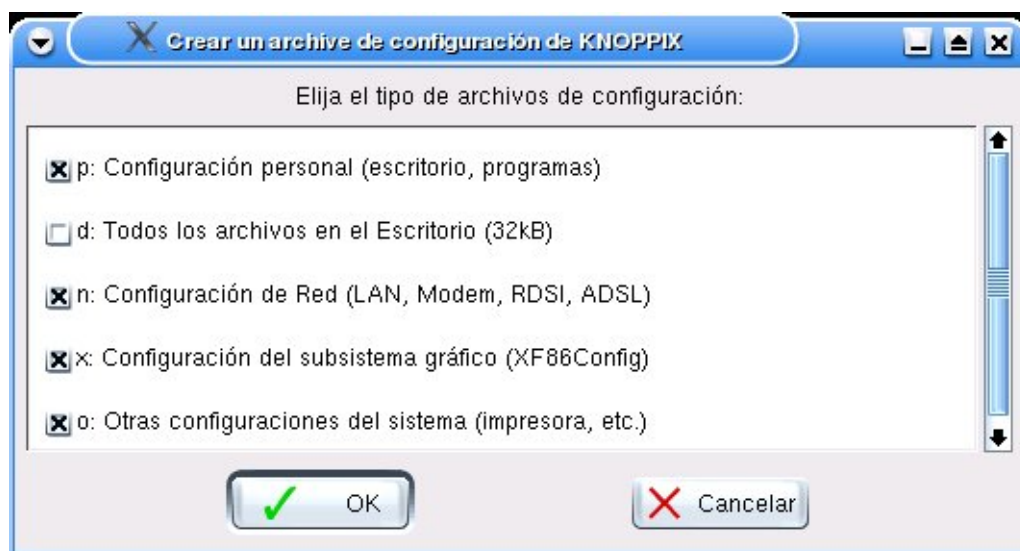 Crear un archive de configuración de KNOPPIX
Elija el tipo de archivos de configuración:
p: Configuración personal (escritorio, programas)
d: Todos los archivos en el Escritorio (32kB)
n: Configuración de Red (LAN, Modem, RDSI, ADSL)
x: Configuración del subsistema gráfico (XF86Config)
o: Otras configuraciones del sistema (impresora, etc.)
OK
Cancelar